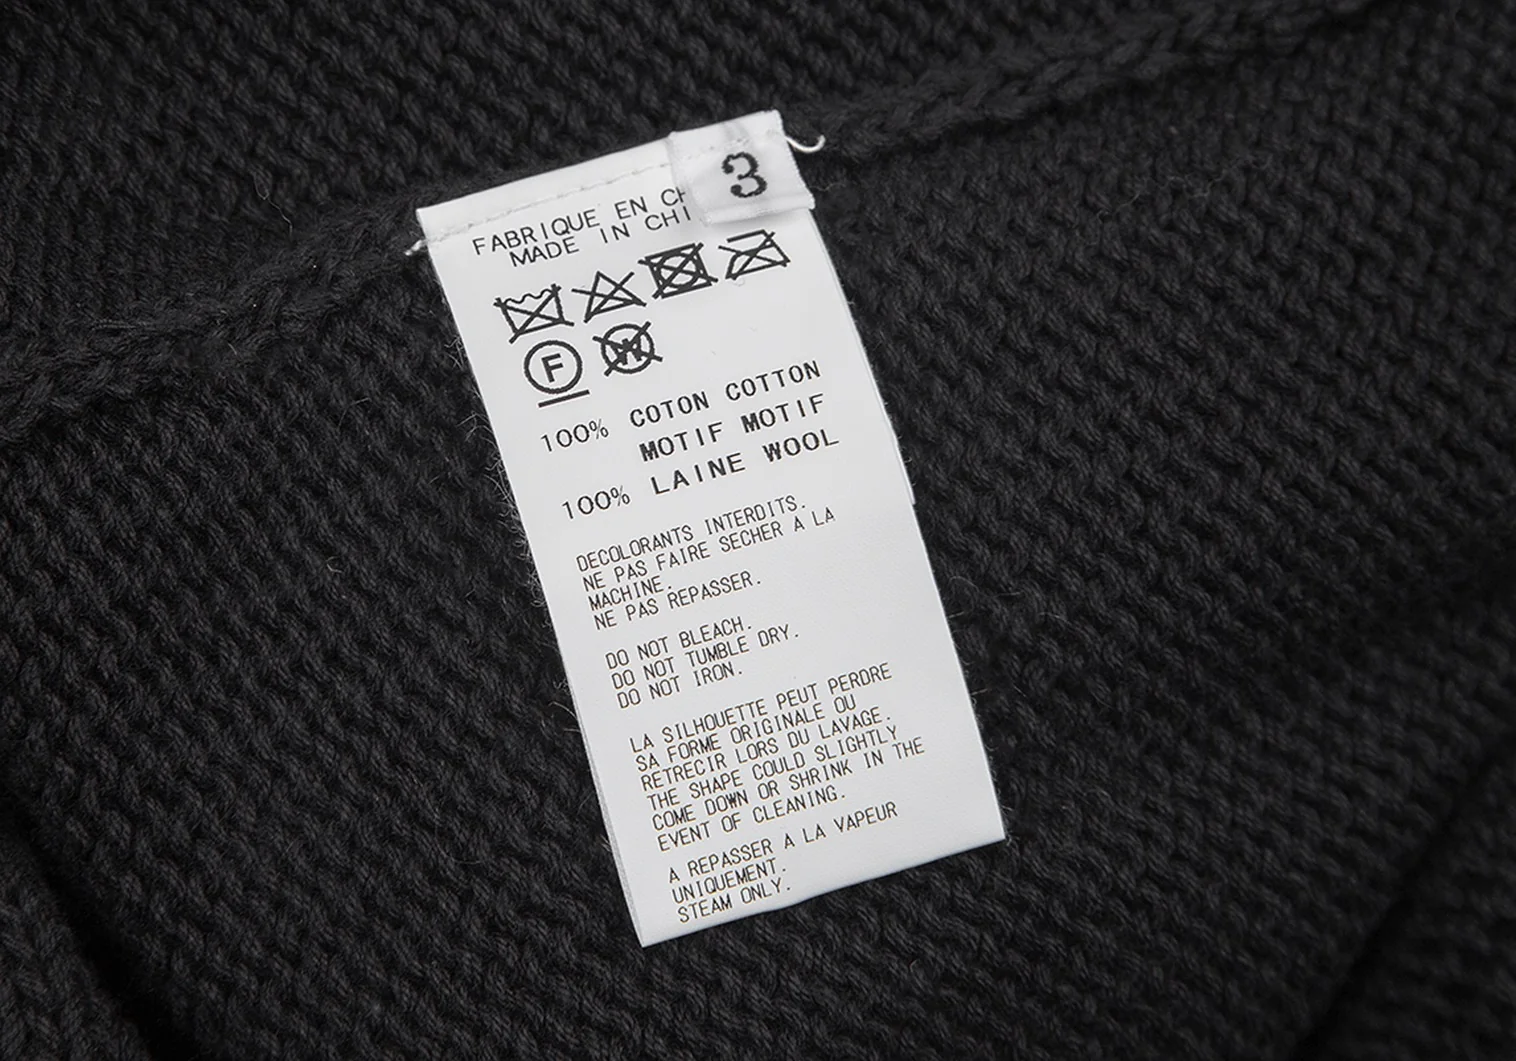 3
FABRIQUE EN CH
MADE IN CHI
F W
100% COTON COTTON
MOTIF MOTIF
100% LAINE WOOL
DECOLORANTS INTERDITS.
NE PAS FAIRE SECHER A LA
MACHINE.
NE PAS REPASSER.
DO NOT BLEACH.
DO NOT TUMBLE DRY.
DO NOT IRON.
LA SILHOUETTE PEUT PERDRE
SA FORME ORIGINALE OU
RETRECIR LORS DU LAVAGE.
THE SHAPE COULD SLIGHTLY
COME DOWN OR SHRINK IN THE
EVENT OF CLEANING.
A REPASSER A LA VAPEUR
UNIQUEMENT.
STEAM ONLY.